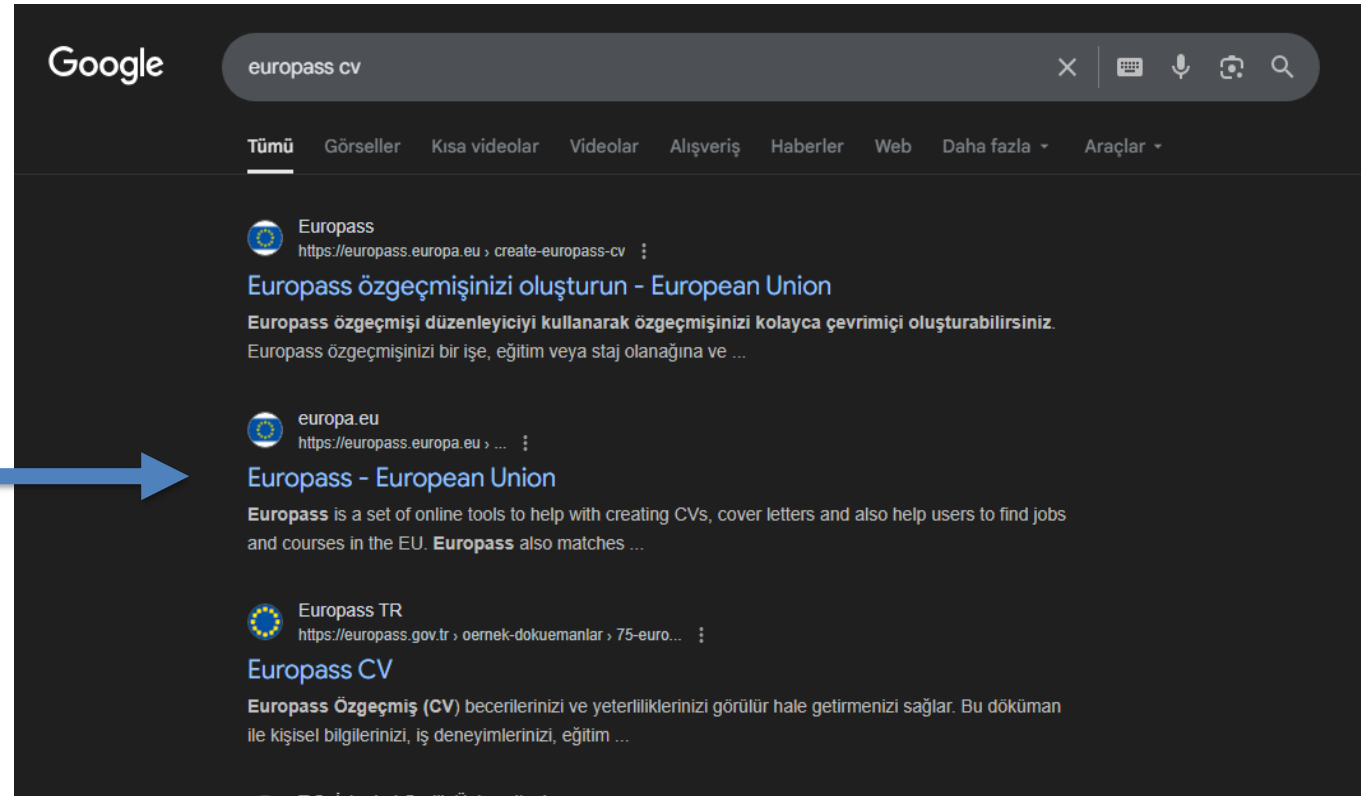 Google
europass cv
Tümü Görseller Kısa videolar Videolar Alışveriş Haberler Web Daha fazla Araçlar
Europass
https://europass.europa.eu › create-europass-cv
Europass özgeçmişinizi oluşturun - European Union
Europass özgeçmişi düzenleyiciyi kullanarak özgeçmişinizi kolayca çevrimiçi oluşturabilirsiniz.
Europass özgeçmişinizi bir işe, eğitim veya staj olanağına ve ...
europa.eu
https://europass.europa.eu › ...
Europass - European Union
Europass is a set of online tools to help with creating CVs, cover letters and also help users to find jobs
and courses in the EU. Europass also matches ...
Europass TR
https://europass.gov.tr › oernek-dokuemanlar › 75-euro...
Europass CV
Europass Özgeçmiş (CV) becerilerinizi ve yeterliliklerinizi görülür hale getirmenizi sağlar. Bu döküman
ile kişisel bilgilerinizi, iş deneyimlerinizi, eğitim ...